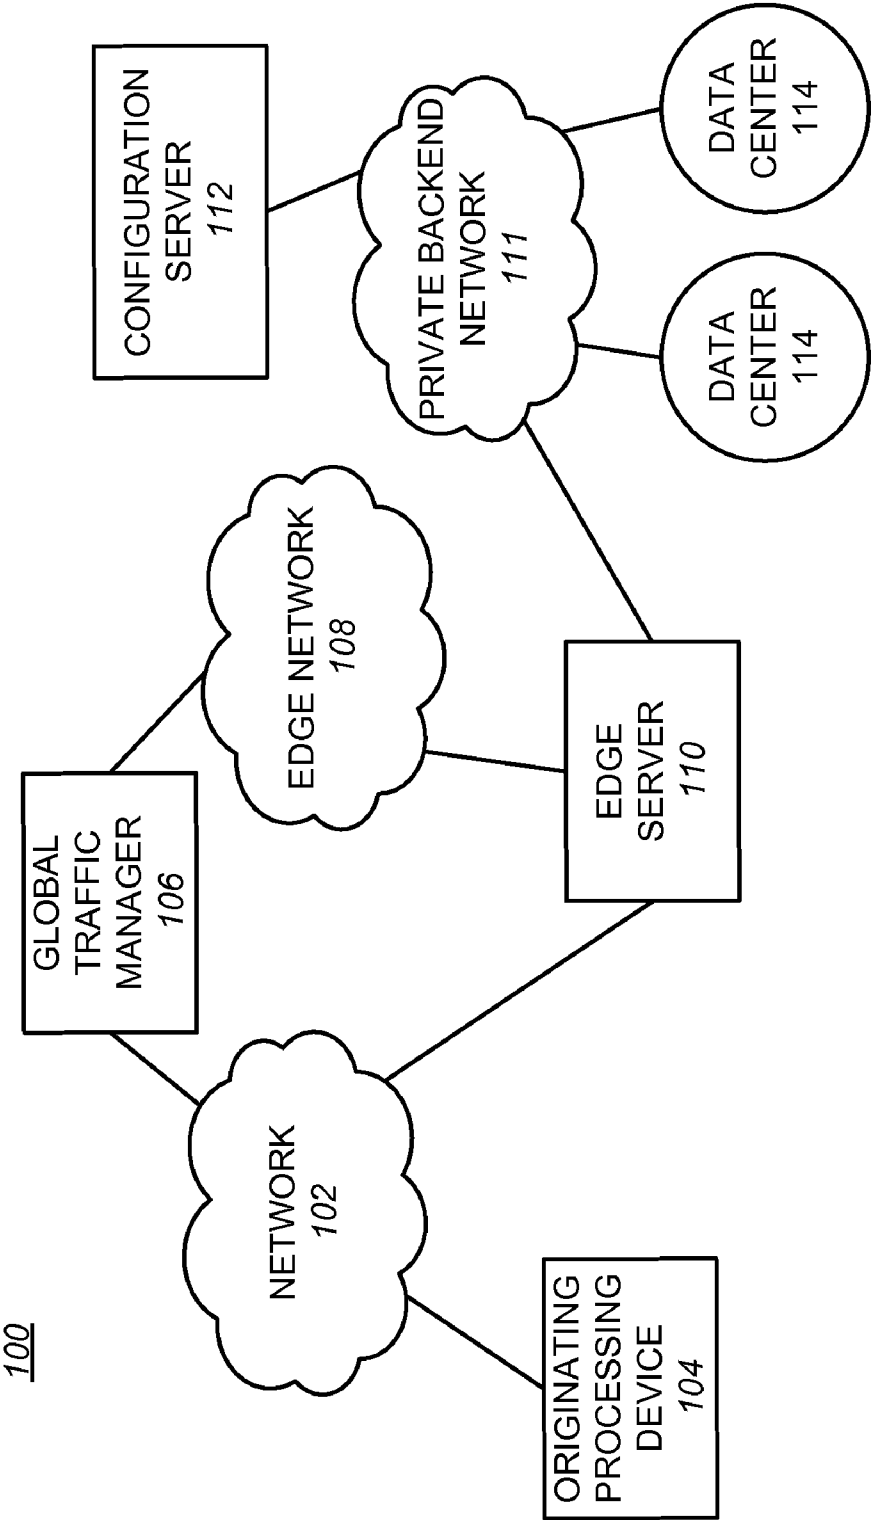 100
GLOBAL
TRAFFIC
MANAGER
106
CONFIGURATION
SERVER
112
NETWORK
102
EDGE NETWORK
108
PRIVATE BACKEND
NETWORK
111
ORIGINATING
PROCESSING
DEVICE
104
EDGE
SERVER
110
DATA
CENTER
114
DATA
CENTER
114